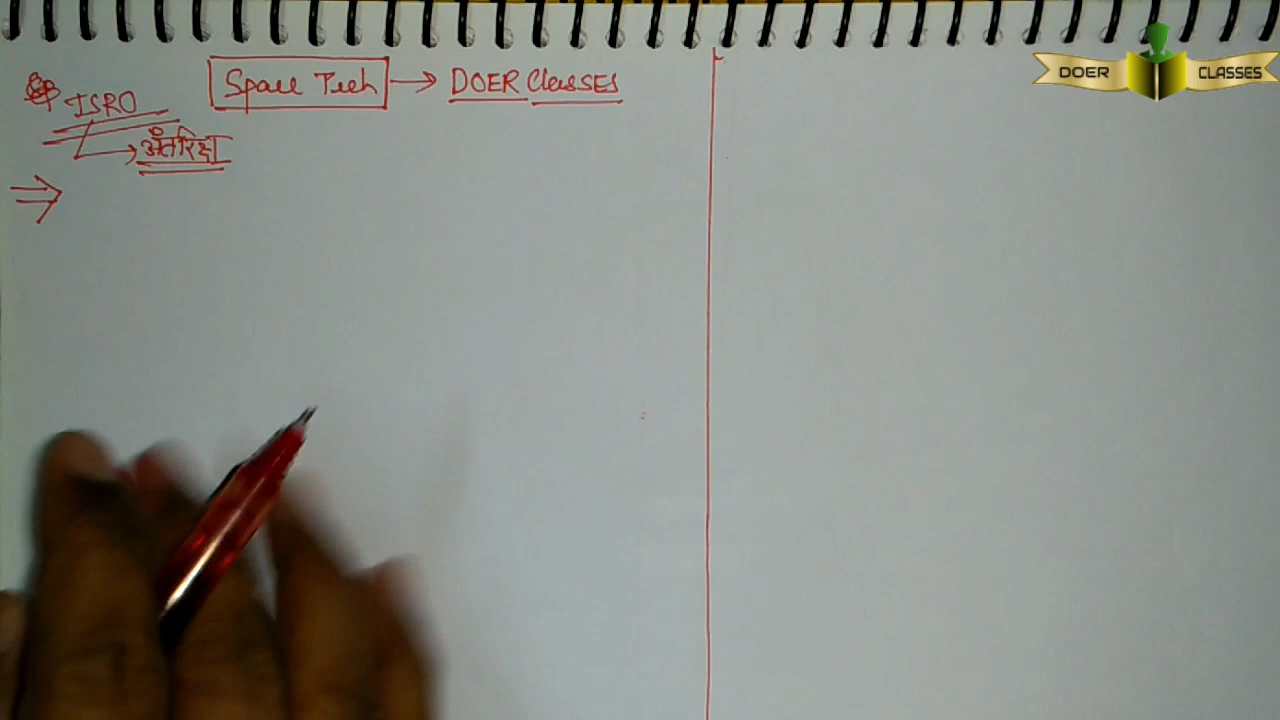 Space Tech → DOER Classes
ISRO
अंतरिक्ष
DOER CLASSES